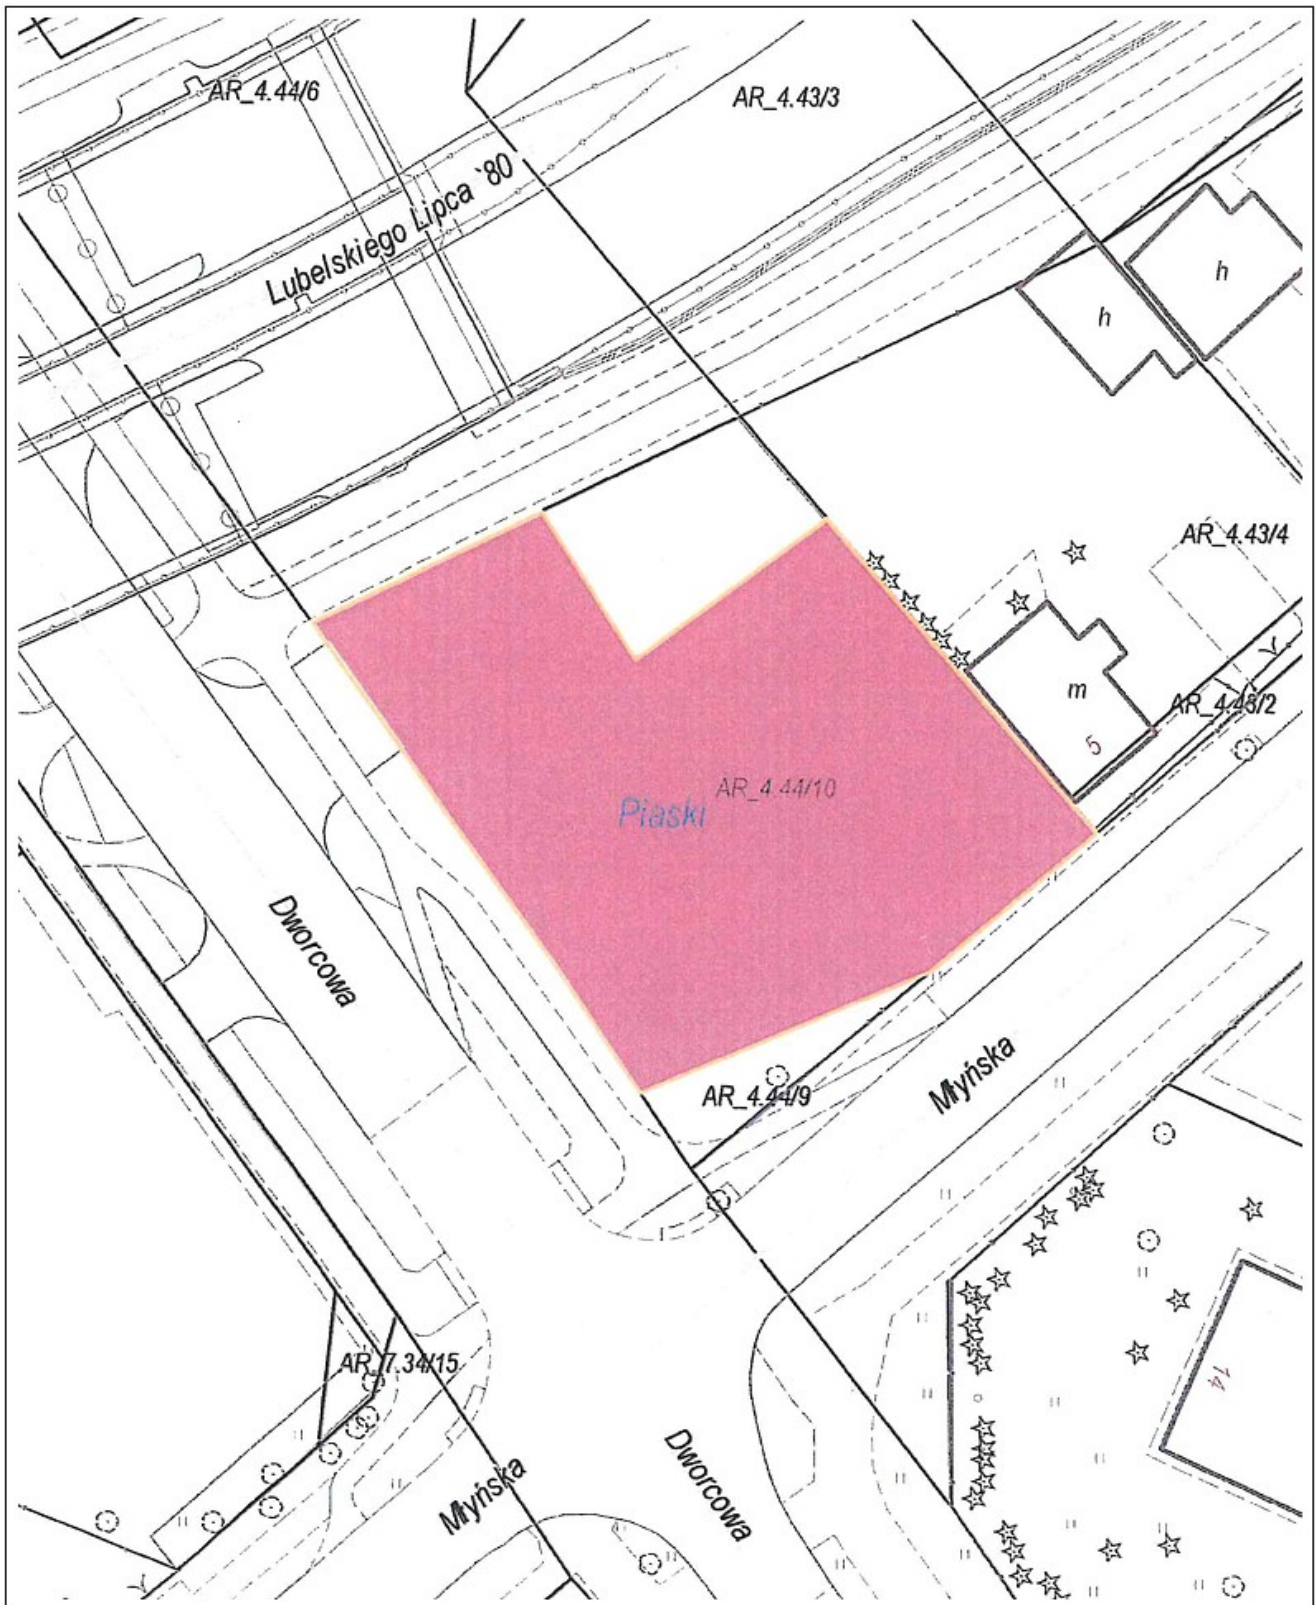 AR_4.44/6
AR_4.43/3
Lubelskiego Lipca `80
h
h
AR_4.43/4
m
5
AR_4.43/2
AR_4.44/10
Piaski
Dworcowa
Młyńska
AR_4.44/9
14
AR_7.34/15
Młyńska
Dworcowa